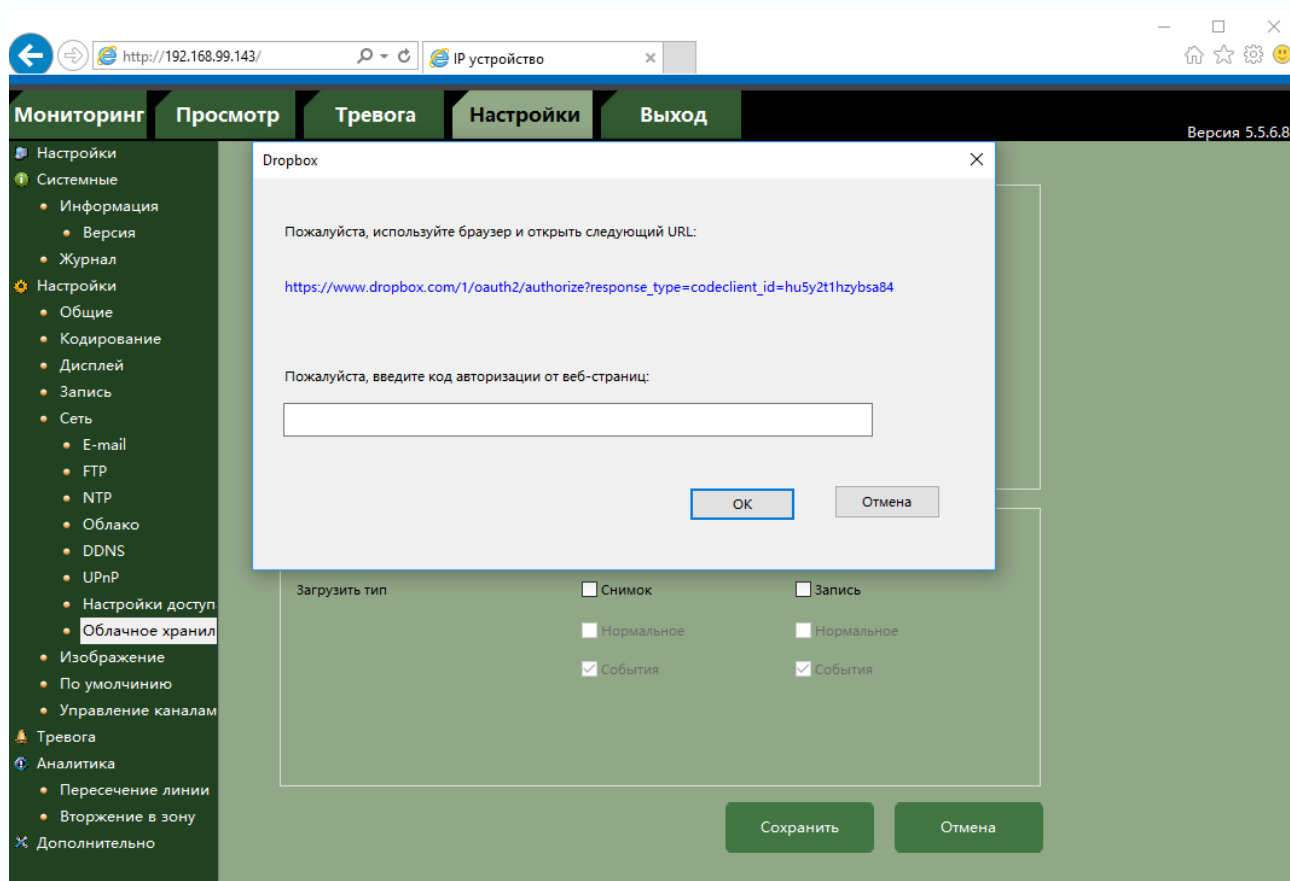 http://192.168.99.143/
IP устройство
Мониторинг Просмотр Тревога Настройки Выход
Версия 5.5.6.8
Настройки
Системные
Информация
Версия
Журнал
Настройки
Общие
Кодирование
Дисплей
Запись
Сеть
E-mail
FTP
NTP
Облако
DDNS
UPnP
Настройки доступ
Облачное хранил
Изображение
По умолчинию
Управление каналам
Тревога
Аналитика
Пересечение линии
Вторжение в зону
Дополнительно
Dropbox
Пожалуйста, используйте браузер и открыть следующий URL:
https://www.dropbox.com/1/oauth2/authorize?response_type=codeclient_id=hu5y2t1hzybsa84
Пожалуйста, введите код авторизации от веб-страниц:
OK Отмена
Загрузить тип Снимок Запись
Нормальное Нормальное
События События
Сохранить Отмена